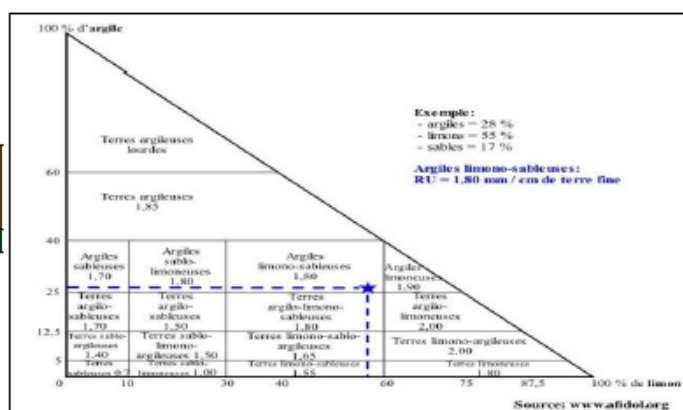 100 % d'argile
Exemple:
- argiles = 28 %
- limons = 55 %
- sables = 17 %
Argiles limono-sableuses:
RU = 1,80 mm / cm de terre fine
Terres argileuses
lourdes
60
Terres argileuses
1,85
40
Argiles
sableuses
1,70
Argiles
sablo-
limoneuses
1,80
Argiles
limono-sableuses
1,80
Argiles
limoneuses
1,90
25
Terres
argilo-
sableuses
1,70
Terres
argilo-
sableuses
1,50
Terres
argilo-limono-
sableuses
1,80
Terres
limoneuses
2,00
12,5
Terres sablo-
argileuses
1,40
Terres sablo-
limono-
argileuses 1,50
Terres limono-sablo-
argileuses
1,65
Terres limono-argileuses
2,00
5
Terres
sableuses 0,7
Terres sablo-
limoneuses 1,00
Terres limono-sableuses
1,55
Terres limoneuses
1,80
0
10
30
40
60
75
87,5
100 % de limon
Source: www.afidol.org